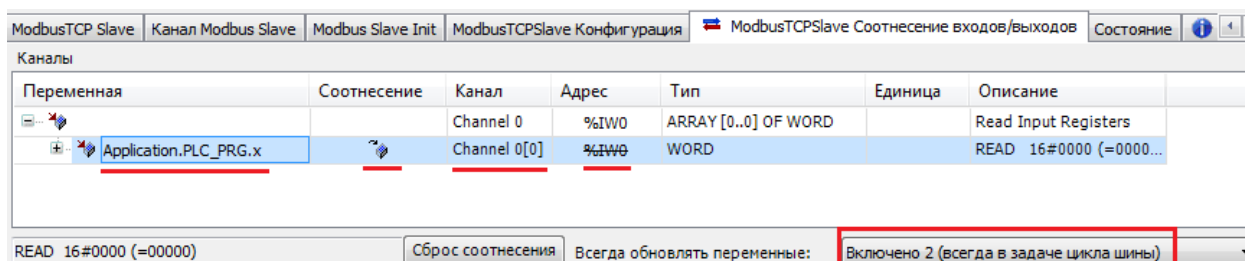 ModbusTCP Slave Канал Modbus Slave Modbus Slave Init ModbusTCPSlave Конфигурация ModbusTCPSlave Соотнесение входов/выходов Состояние
Каналы
Переменная Соотнесение Канал Адрес Тип Единица Описание
Channel 0 %IW0 ARRAY [0..0] OF WORD Read Input Registers
Application.PLC_PRG.x Channel 0[0] %IW0 WORD READ 16#0000 (=0000...
READ 16#0000 (=00000) Сброс соотнесения Всегда обновлять переменные: Включено 2 (всегда в задаче цикла шины)